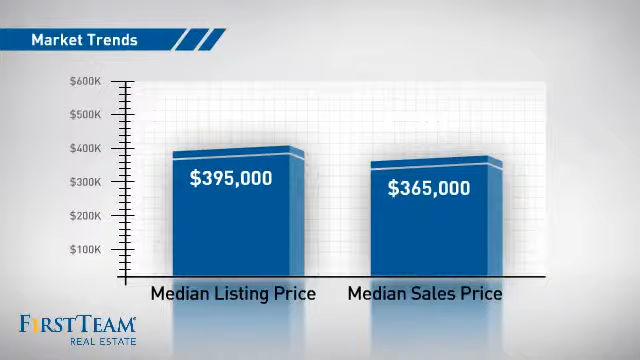 Market Trends
$600K
$500K
$400K
$300K
$200K
$100K
$395,000
$365,000
Median Listing Price
Median Sales Price
FIRSTTEAM®
REAL ESTATE